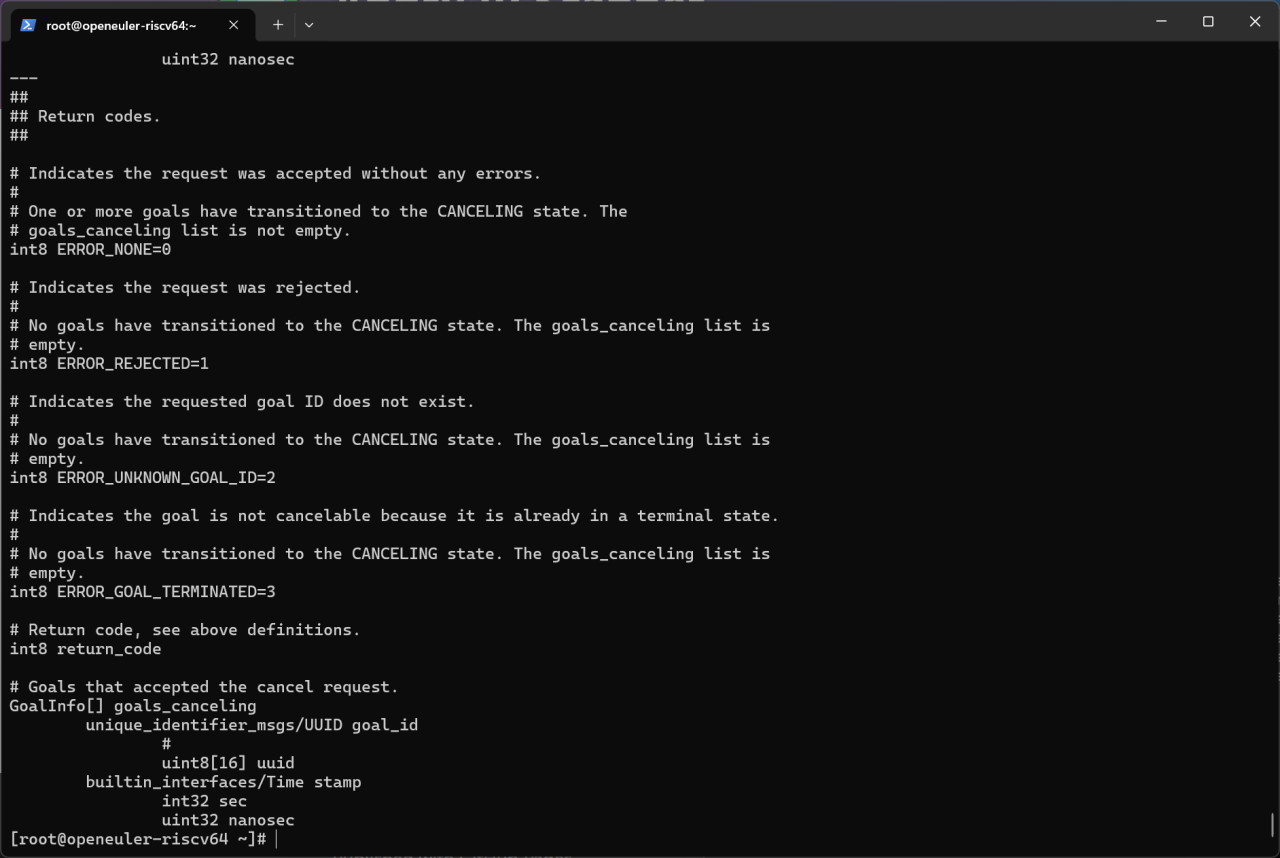 root@openeuler-riscv64:~
uint32 nanosec
---
##
## Return codes.
##
# Indicates the request was accepted without any errors.
#
# One or more goals have transitioned to the CANCELING state. The
# goals_canceling list is not empty.
int8 ERROR_NONE=0
# Indicates the request was rejected.
#
# No goals have transitioned to the CANCELING state. The goals_canceling list is
# empty.
int8 ERROR_REJECTED=1
# Indicates the requested goal ID does not exist.
#
# No goals have transitioned to the CANCELING state. The goals_canceling list is
# empty.
int8 ERROR_UNKNOWN_GOAL_ID=2
# Indicates the goal is not cancelable because it is already in a terminal state.
#
# No goals have transitioned to the CANCELING state. The goals_canceling list is
# empty.
int8 ERROR_GOAL_TERMINATED=3
# Return code, see above definitions.
int8 return_code
# Goals that accepted the cancel request.
GoalInfo[] goals_canceling
unique_identifier_msgs/UUID goal_id
#
uint8[16] uuid
builtin_interfaces/Time stamp
int32 sec
uint32 nanosec
[root@openeuler-riscv64 ~]#